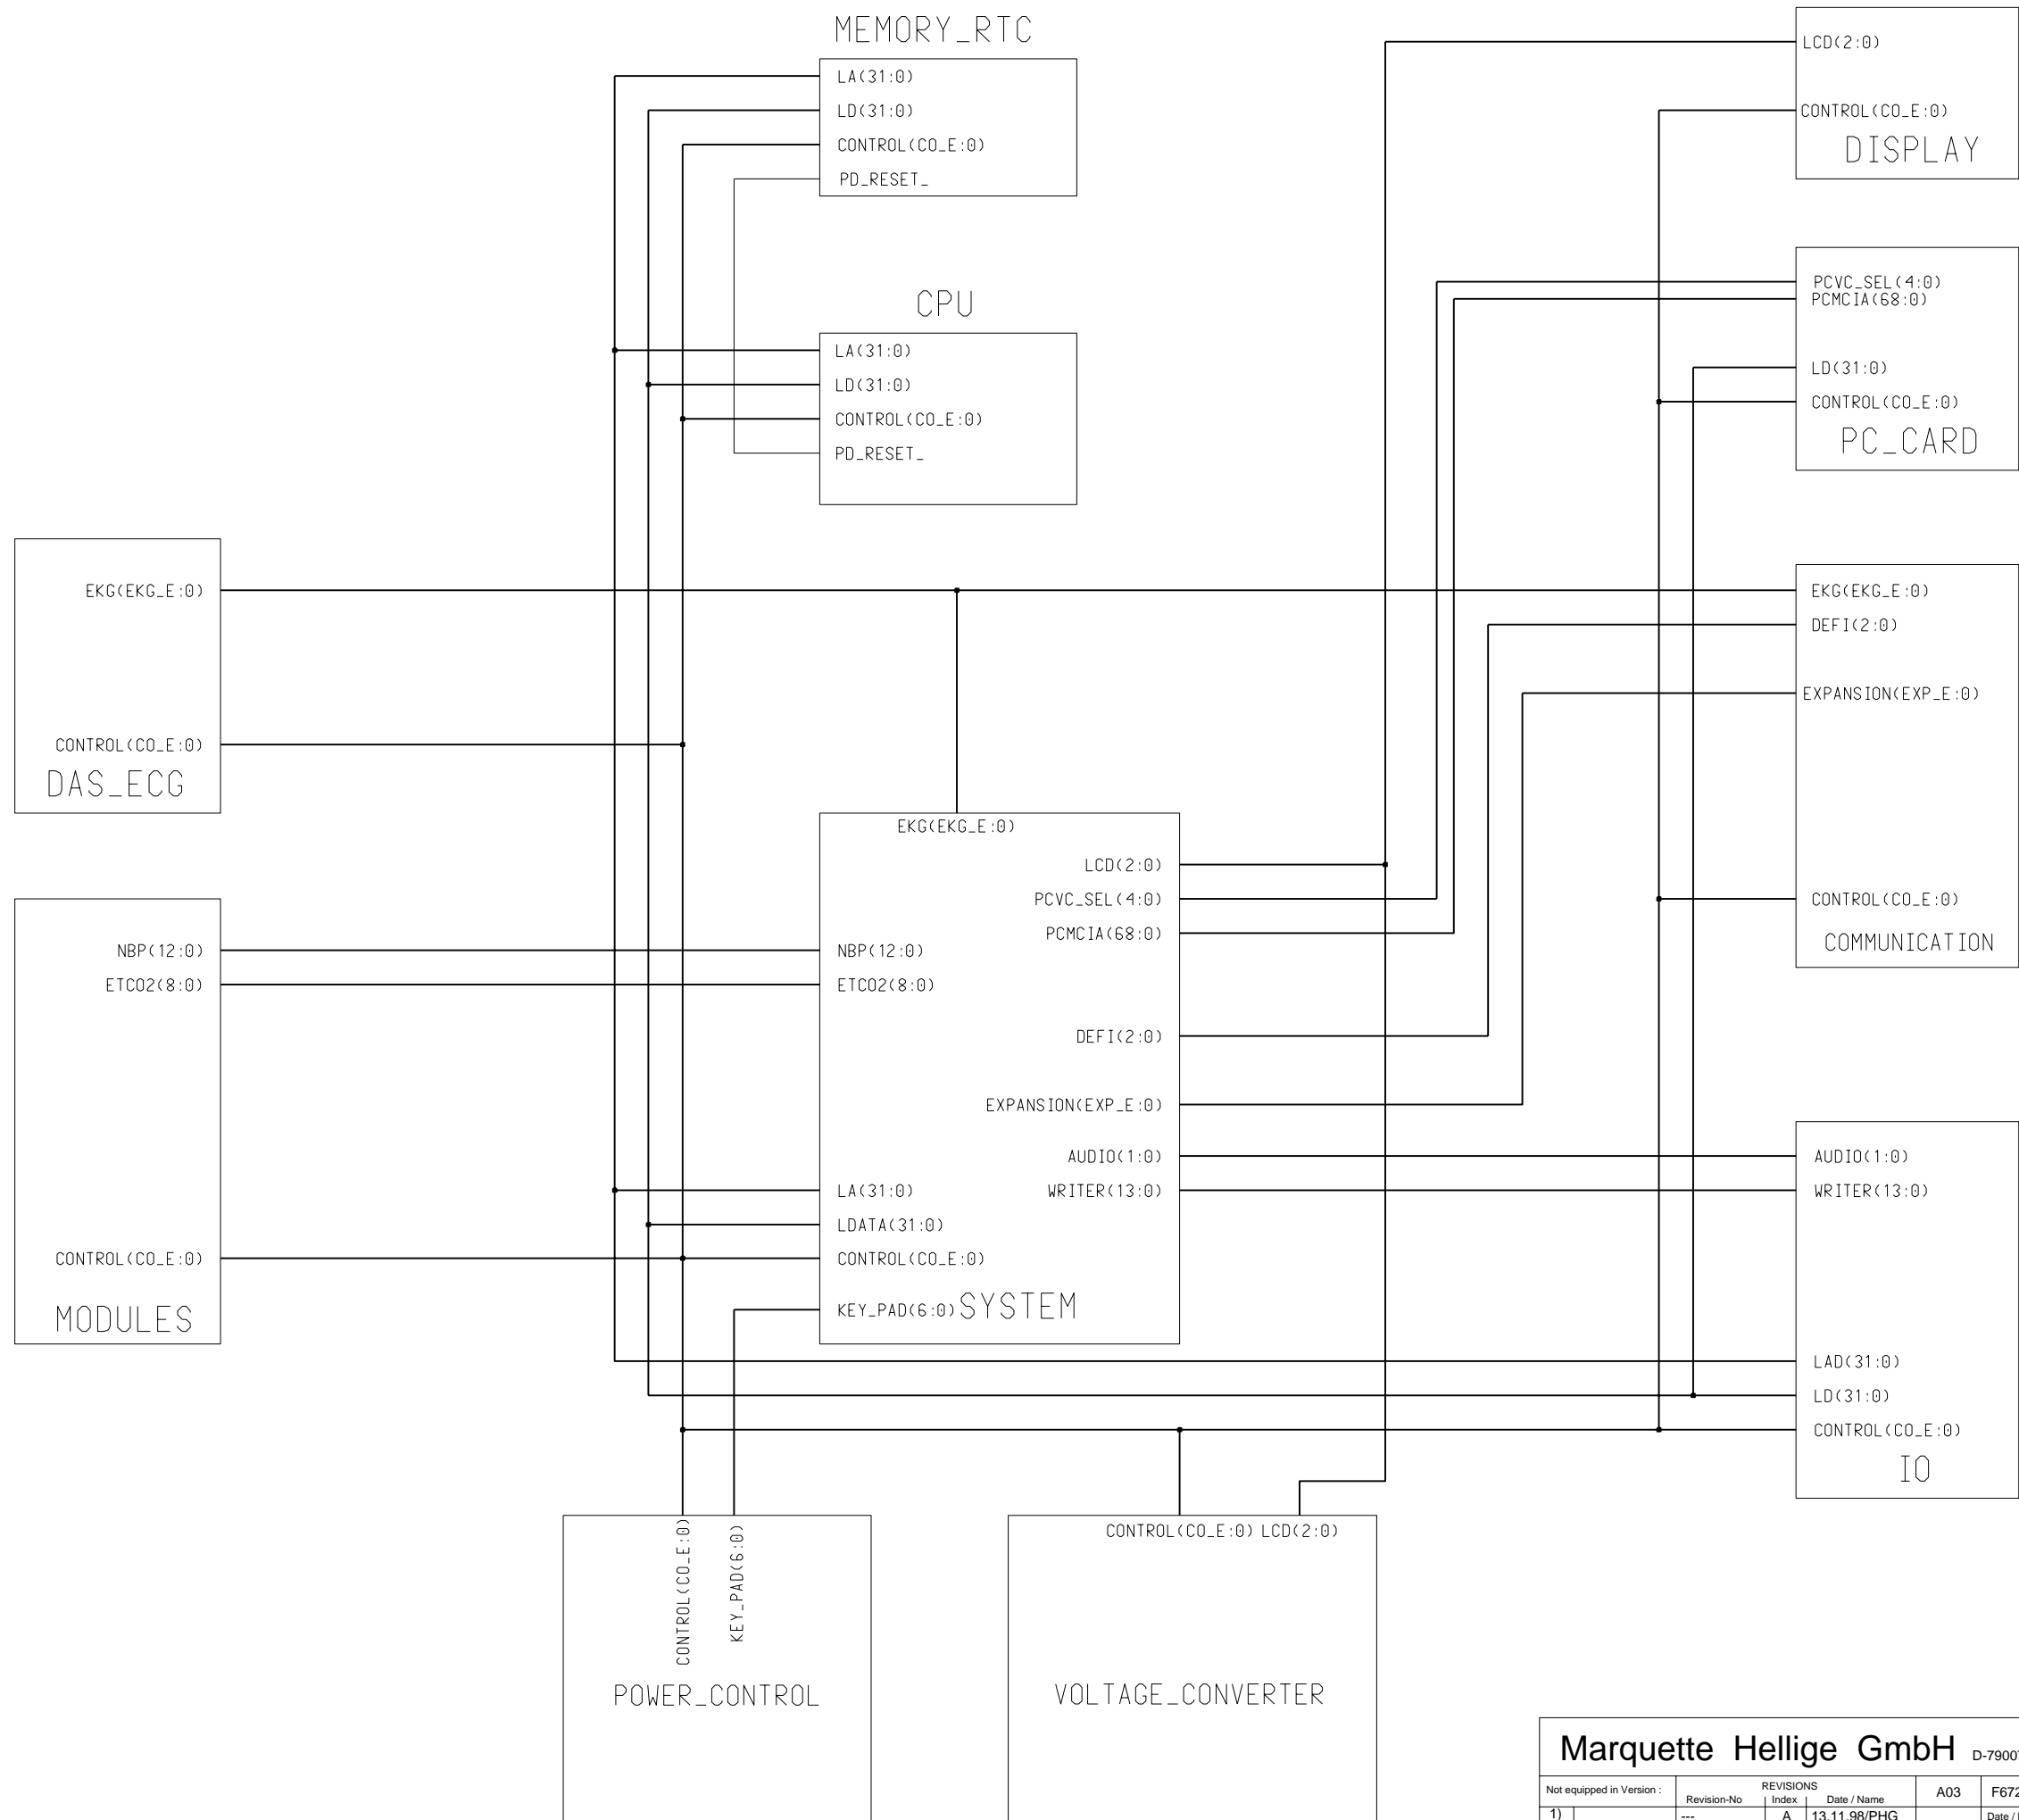 MEMORY_RTC
LA(31:0)
LD(31:0)
CONTROL(CO_E:0)
PD_RESET_
LCD(2:0)
CONTROL(CO_E:0)
DISPLAY
CPU
LA(31:0)
LD(31:0)
CONTROL(CO_E:0)
PD_RESET_
PCVC_SEL(4:0)
PCMCIA(68:0)
LD(31:0)
CONTROL(CO_E:0)
PC_CARD
EKG(EKG_E:0)
CONTROL(CO_E:0)
DAS_ECG
EKG(EKG_E:0)
DEFI(2:0)
EXPANSION(EXP_E:0)
CONTROL(CO_E:0)
COMMUNICATION
NBP(12:0)
ETCO2(8:0)
CONTROL(CO_E:0)
MODULES
EKG(EKG_E:0)
LCD(2:0)
PCVC_SEL(4:0)
PCMCIA(68:0)
NBP(12:0)
ETCO2(8:0)
DEFI(2:0)
EXPANSION(EXP_E:0)
AUDIO(1:0)
LA(31:0) WRITER(13:0)
LDATA(31:0)
CONTROL(CO_E:0)
KEY_PAD(6:0) SYSTEM
AUDIO(1:0)
WRITER(13:0)
LAD(31:0)
LD(31:0)
CONTROL(CO_E:0)
IO
CONTROL(CO_E:0)
KEY_PAD(6:0)
POWER_CONTROL
CONTROL(CO_E:0) LCD(2:0)
VOLTAGE_CONVERTER
Marquette Hellige GmbH D-7900
Not equipped in Version : REVISIONS A03 F672
Revision-No Index Date / Name
1) --- A 13.11.98/PHG Date /